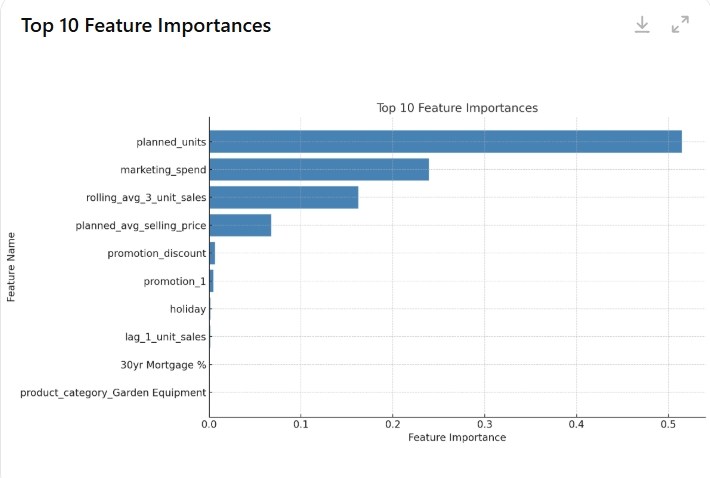 Top 10 Feature Importances
Top 10 Feature Importances
Feature Name
planned_units
marketing_spend
rolling_avg_3_unit_sales
planned_avg_selling_price
promotion_discount
promotion_1
holiday
lag_1_unit_sales
30yr Mortgage %
product_category_Garden Equipment
0.0 0.1 0.2 0.3 0.4 0.5
Feature Importance